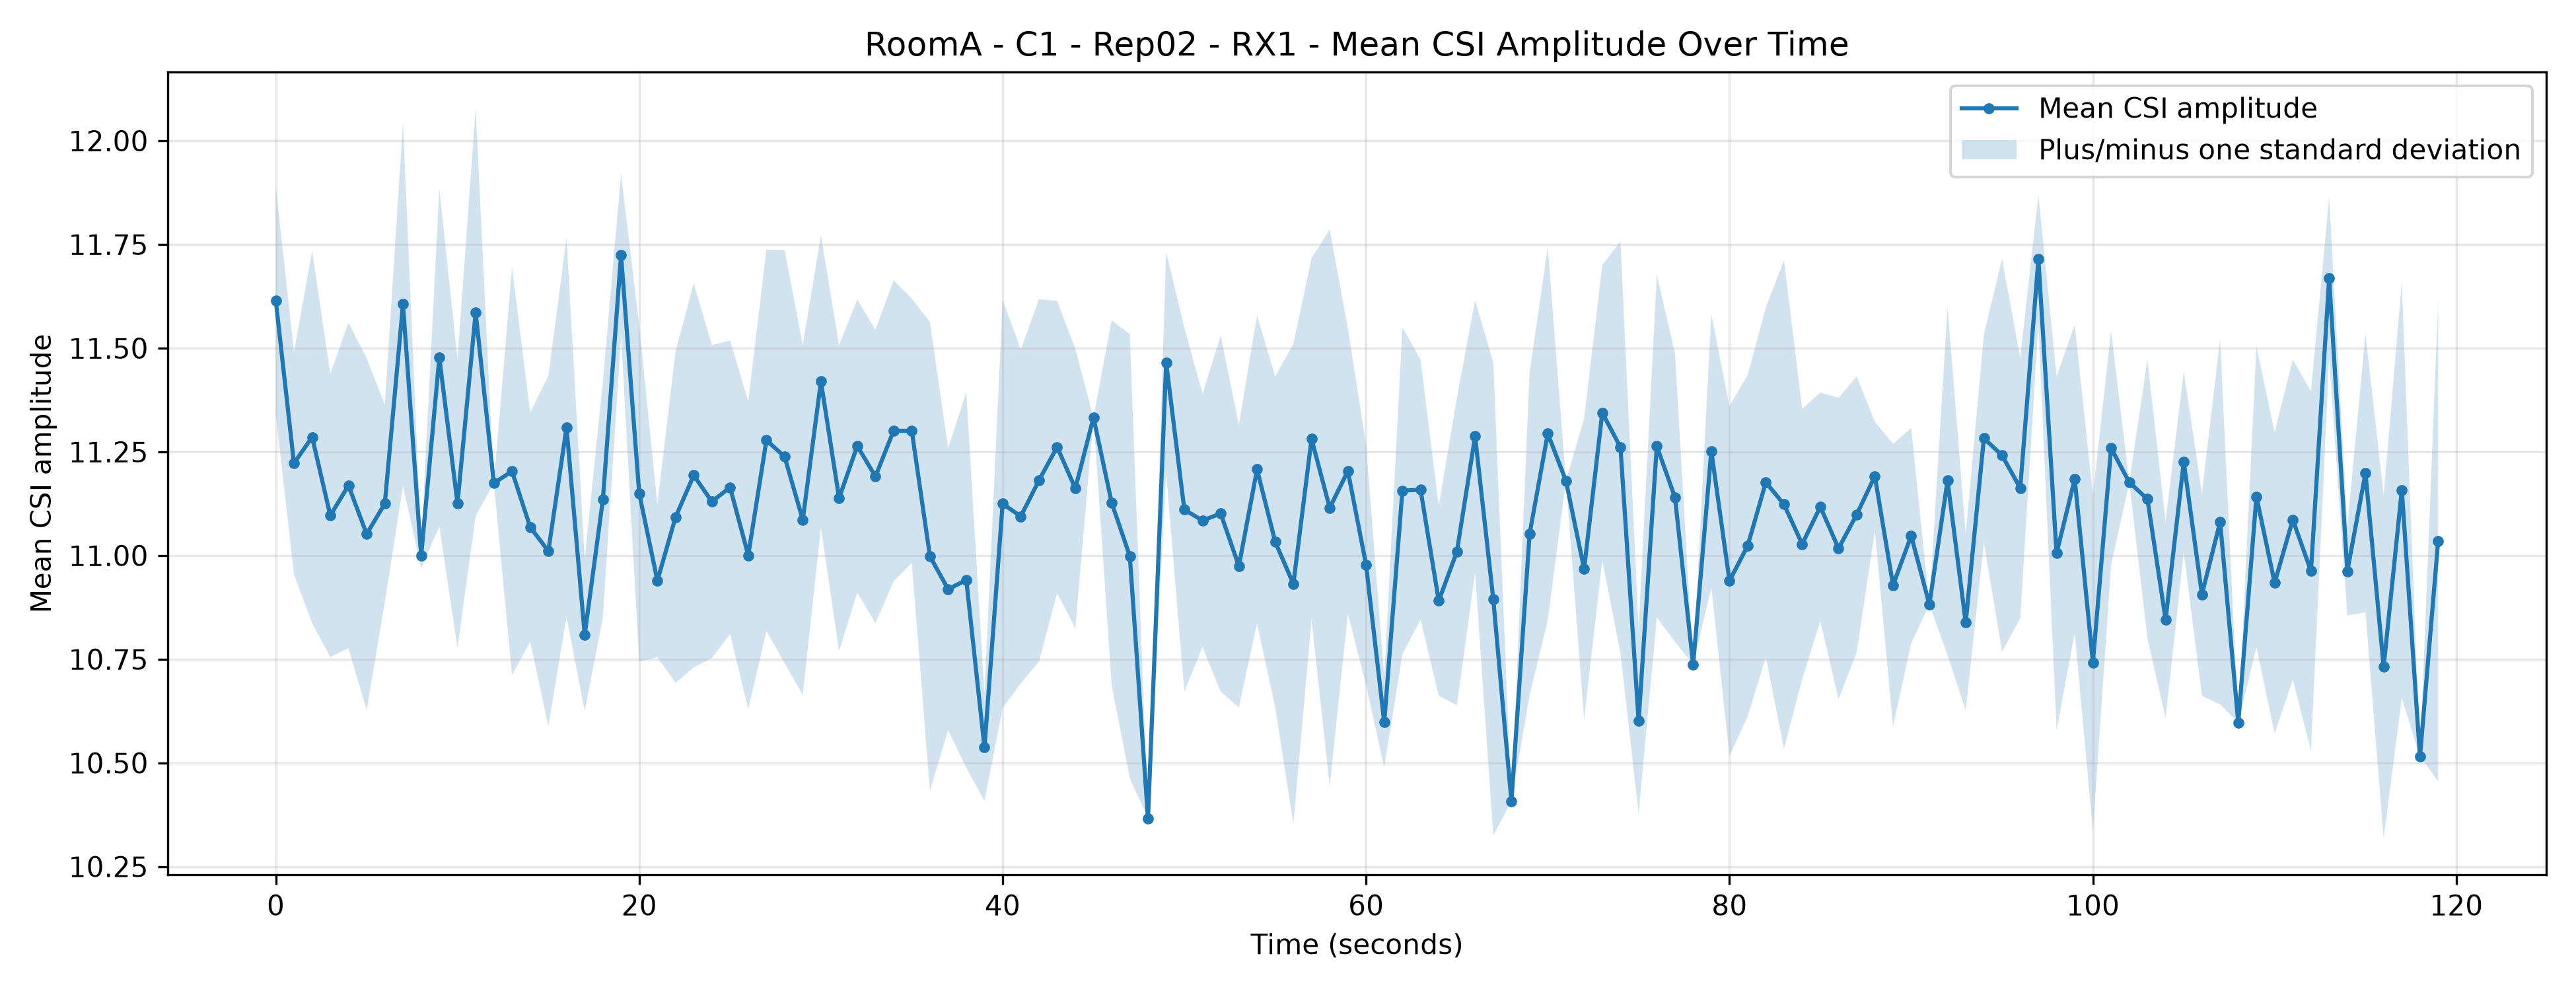 RoomA - C1 - Rep02 - RX1 - Mean CSI Amplitude Over Time
Mean CSI amplitude
Plus/minus one standard deviation
Mean CSI amplitude
12.00
11.75
11.50
11.25
11.00
10.75
10.50
10.25
0 20 40 60 80 100 120
Time (seconds)